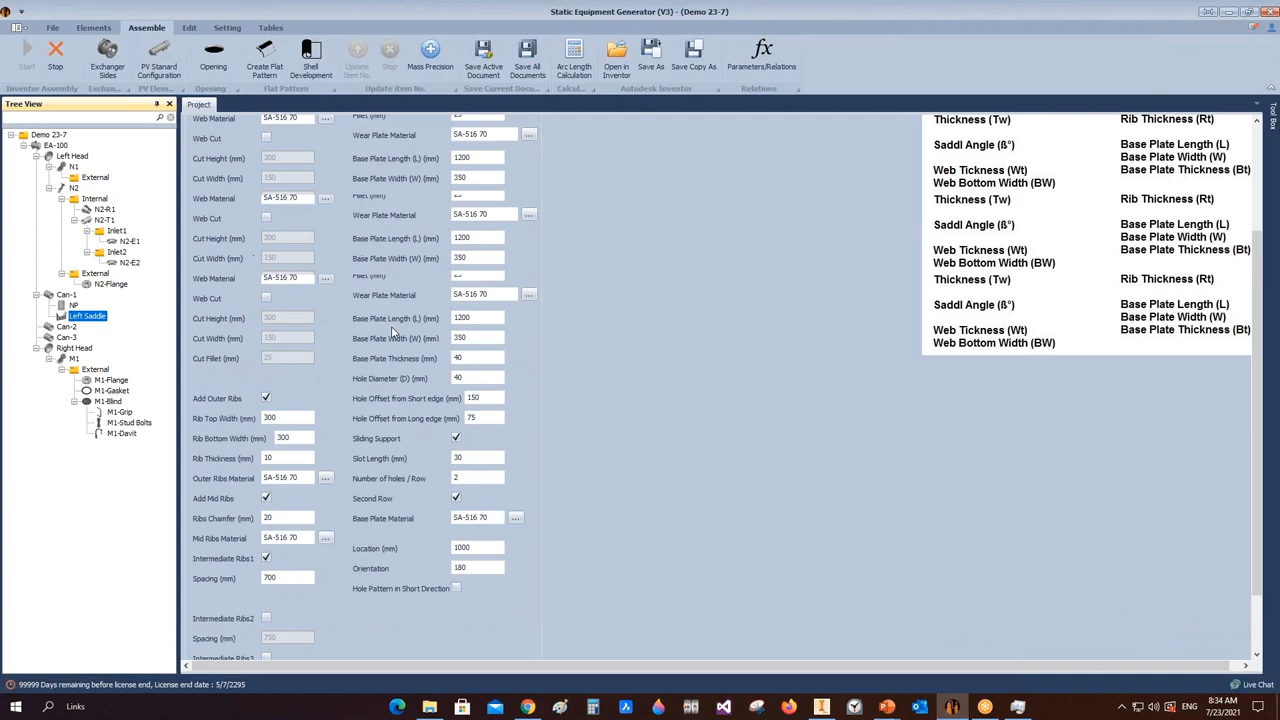 Static Equipment Generator (V3) - (Demo 23-7)
File Elements Assemble Edit Setting Tables
Start Stop Exchanger Sides PV Stanard Configuration Opening Create Flat Pattern Shell Development Update Item No. Stop Mass Precision Save Active Document Save All Documents Arc Length Calculation Open in Inventor Save As Save Copy As Parameters/Relations
Inventor Assembly Exchan... PV Elem... Opening Flat Pattern Update item No. Save Current Docu... Calcul... Autodesk Inventor Relations
Tree View
Project
Tool Box
Demo 23-7
EA-100
Left Head
N1
External
N2
Internal
N2-R1
N2-T1
Inlet1
N2-E1
Inlet2
N2-E2
External
N2-Flange
Can-1
NP
Left Saddle
Can-2
Can-3
Right Head
M1
External
M1-Flange
M1-Gasket
M1-Blind
M1-Grip
M1-Stud Bolts
M1-Davit
Web Material SA-516 70 ...
Web Cut
Cut Height (mm) 300
Cut Width (mm) 150
Web Material SA-516 70 ...
Web Cut
Cut Height (mm) 300
Cut Width (mm) 150
Web Material SA-516 70 ...
Web Cut
Cut Height (mm) 300
Cut Width (mm) 150
Cut Fillet (mm) 25
Add Outer Ribs
Rib Top Width (mm) 300
Rib Bottom Width (mm) 300
Rib Thickness (mm) 10
Outer Ribs Material SA-516 70 ...
Add Mid Ribs
Ribs Chamfer (mm) 20
Mid Ribs Material SA-516 70 ...
Intermediate Ribs1
Spacing (mm) 700
Intermediate Ribs2
Spacing (mm) 750
Intermediate Ribs3
Fillet (mm) 25
Wear Plate Material SA-516 70 ...
Base Plate Length (L) (mm) 1200
Base Plate Width (W) (mm) 350
Fillet (mm) 25
Wear Plate Material SA-516 70 ...
Base Plate Length (L) (mm) 1200
Base Plate Width (W) (mm) 350
Fillet (mm) 25
Wear Plate Material SA-516 70 ...
Base Plate Length (L) (mm) 1200
Base Plate Width (W) (mm) 350
Base Plate Thickness (mm) 40
Hole Diameter (D) (mm) 40
Hole Offset from Short edge (mm) 150
Hole Offset from Long edge (mm) 75
Sliding Support
Slot Length (mm) 30
Number of holes / Row 2
Second Row
Base Plate Material SA-516 70 ...
Location (mm) 1000
Orientation 180
Hole Pattern in Short Direction
Thickness (Tw) Rib Thickness (Rt)
Saddl Angle (ß°) Base Plate Length (L)
Base Plate Width (W)
Web Tickness (Wt) Base Plate Thickness (Bt)
Web Bottom Width (BW)
Thickness (Tw) Rib Thickness (Rt)
Saddl Angle (ß°) Base Plate Length (L)
Base Plate Width (W)
Web Tickness (Wt) Base Plate Thickness (Bt)
Web Bottom Width (BW)
Thickness (Tw) Rib Thickness (Rt)
Saddl Angle (ß°) Base Plate Length (L)
Base Plate Width (W)
Web Tickness (Wt) Base Plate Thickness (Bt)
Web Bottom Width (BW)
99999 Days remaining before license end, License end date : 5/7/2295
Live Chat
Links
8:34 AM
7/23/2021